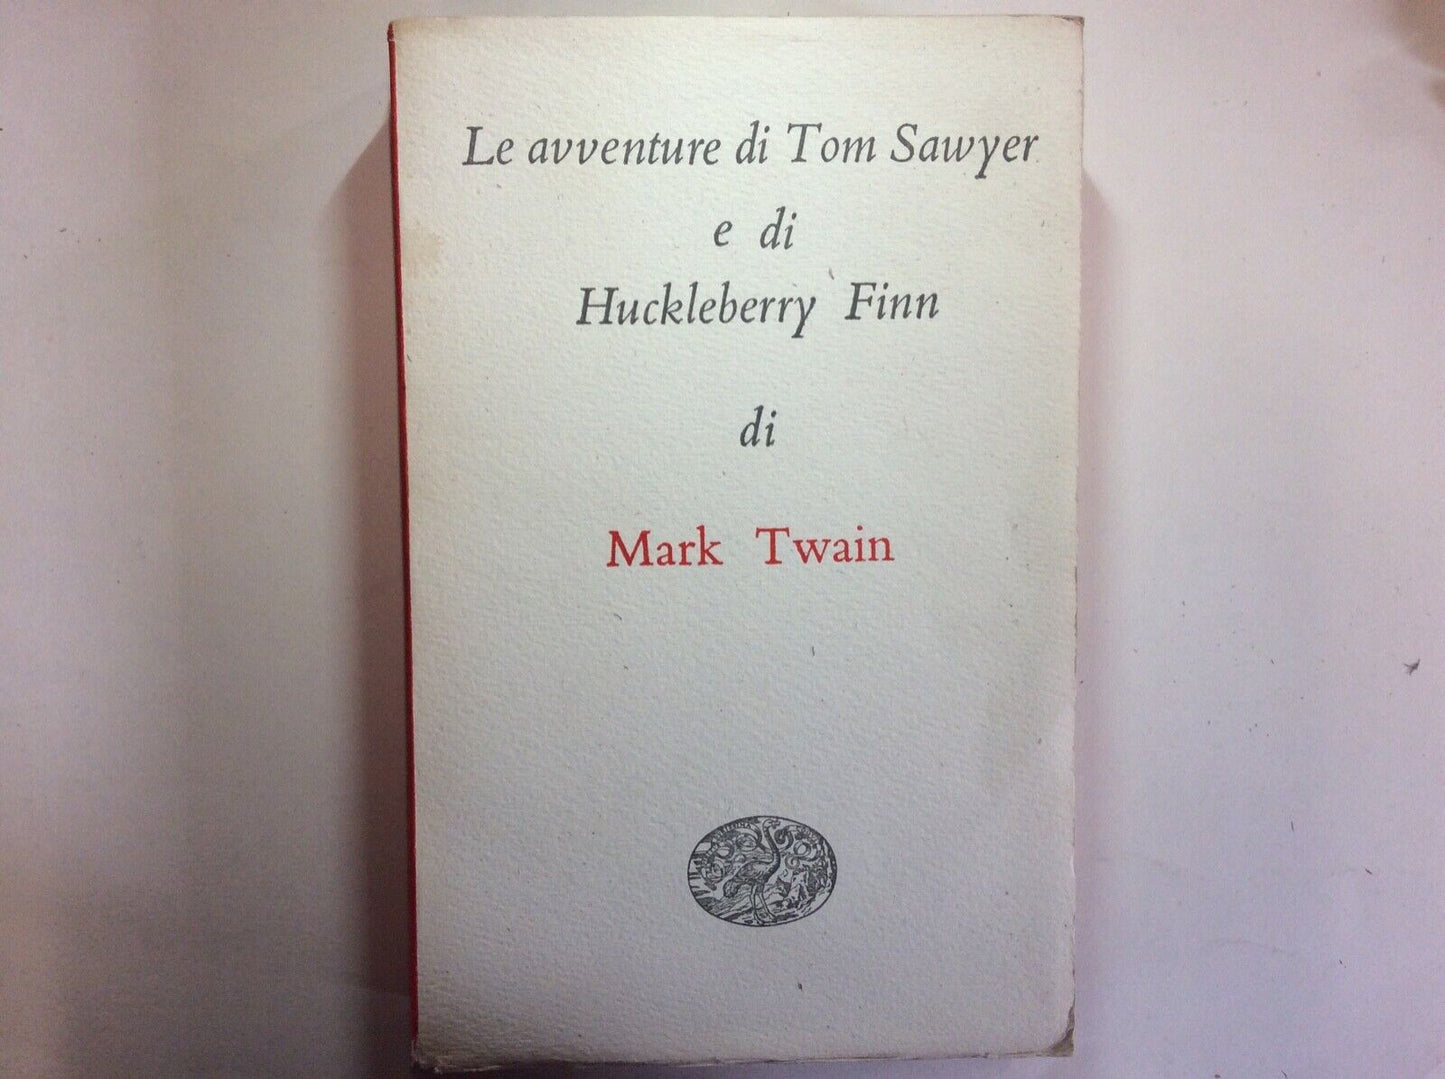 Le avventure di Tom Sawyer
e di
Huckleberry Finn
di
Mark Twain